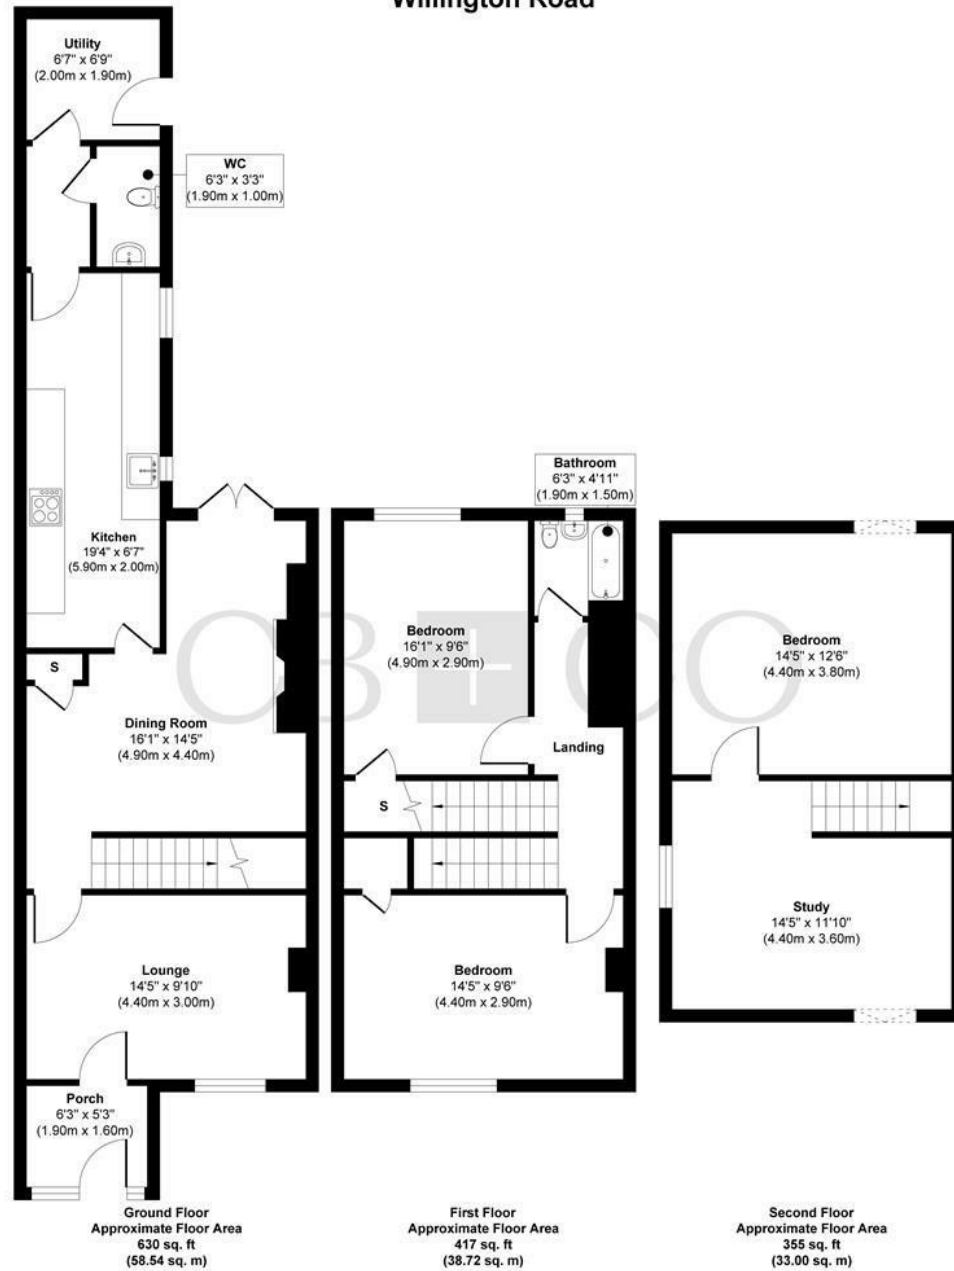 Willington Road
Utility
6'7" x 6'9"
(2.00m x 1.90m)
WC
6'3" x 3'3"
(1.90m x 1.00m)
Kitchen
19'4" x 6'7"
(5.90m x 2.00m)
S
Dining Room
16'1" x 14'5"
(4.90m x 4.40m)
Lounge
14'5" x 9'10"
(4.40m x 3.00m)
Porch
6'3" x 5'3"
(1.90m x 1.60m)
Ground Floor
Approximate Floor Area
630 sq. ft
(58.54 sq. m)
Bathroom
6'3" x 4'11"
(1.90m x 1.50m)
Bedroom
16'1" x 9'6"
(4.90m x 2.90m)
Landing
S
Bedroom
14'5" x 9'6"
(4.40m x 2.90m)
First Floor
Approximate Floor Area
417 sq. ft
(38.72 sq. m)
Bedroom
14'5" x 12'6"
(4.40m x 3.80m)
Study
14'5" x 11'10"
(4.40m x 3.60m)
Second Floor
Approximate Floor Area
355 sq. ft
(33.00 sq. m)
OB+CO